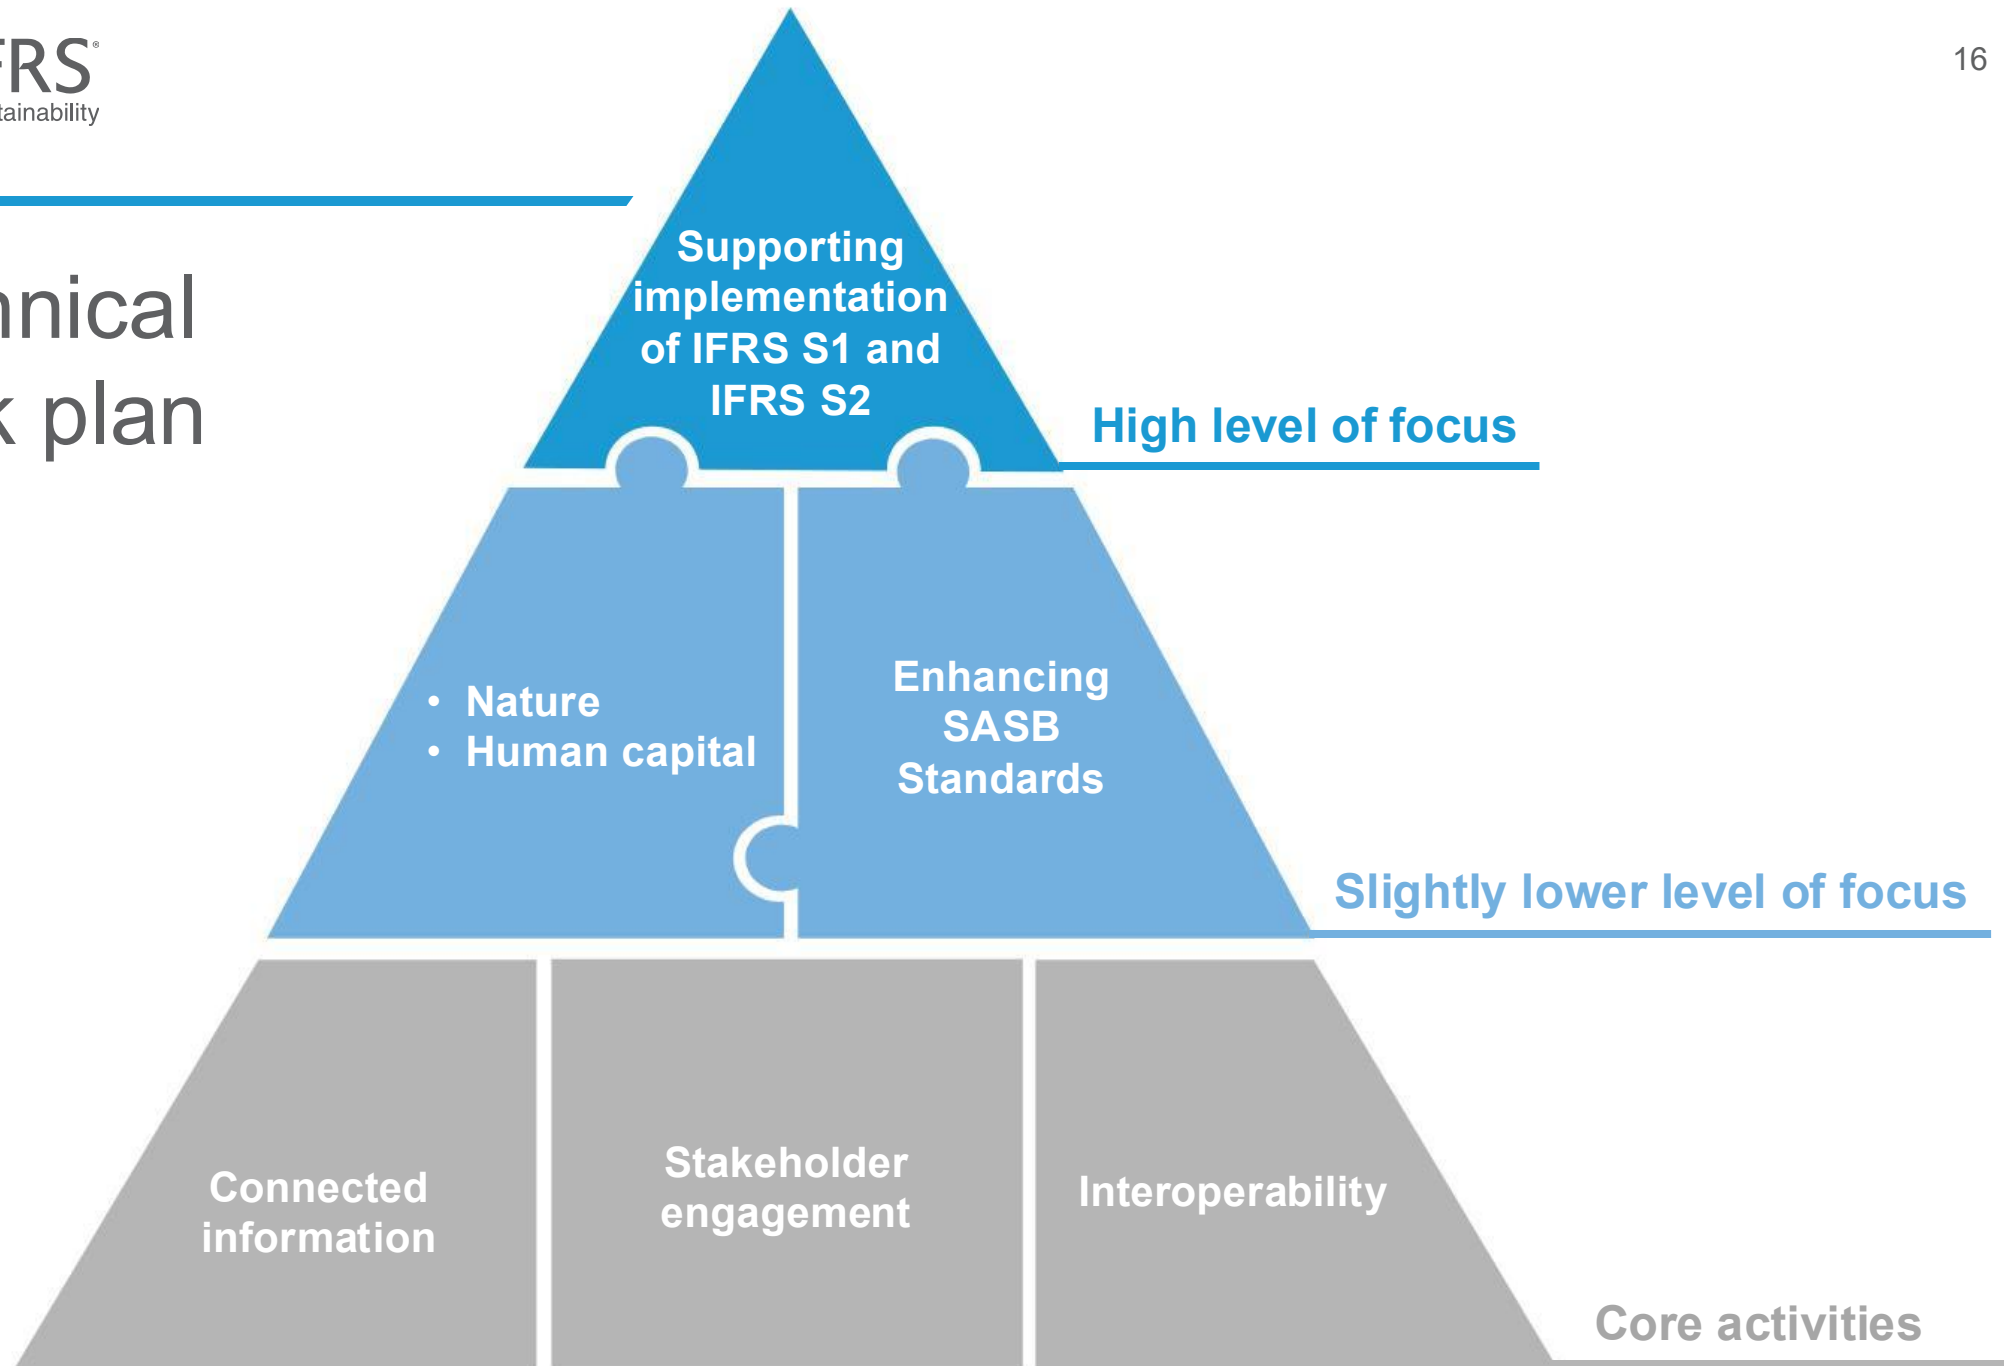 FRS®
tainability
16
hnical
k plan
Supporting
implementation
of IFRS S1 and
IFRS S2
High level of focus
• Nature
• Human capital
Enhancing
SASB
Standards
Slightly lower level of focus
Connected
information
Stakeholder
engagement
Interoperability
Core activities